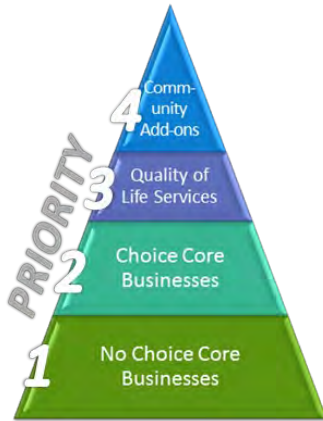 4
Comm-
unity
Add-ons
3
Quality of
Life Services
PRIORITY
2
Choice Core
Businesses
1
No Choice Core
Businesses